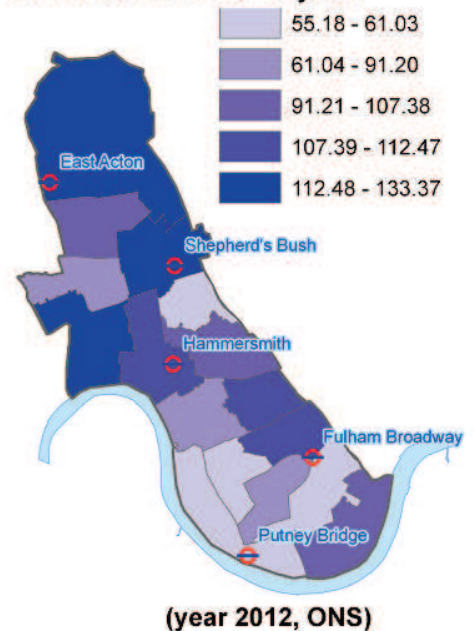 55.18 - 61.03
61.04 - 91.20
91.21 - 107.38
107.39 - 112.47
112.48 - 133.37
East Acton
Shepherd's Bush
Hammersmith
Fulham Broadway
Putney Bridge
(year 2012, ONS)